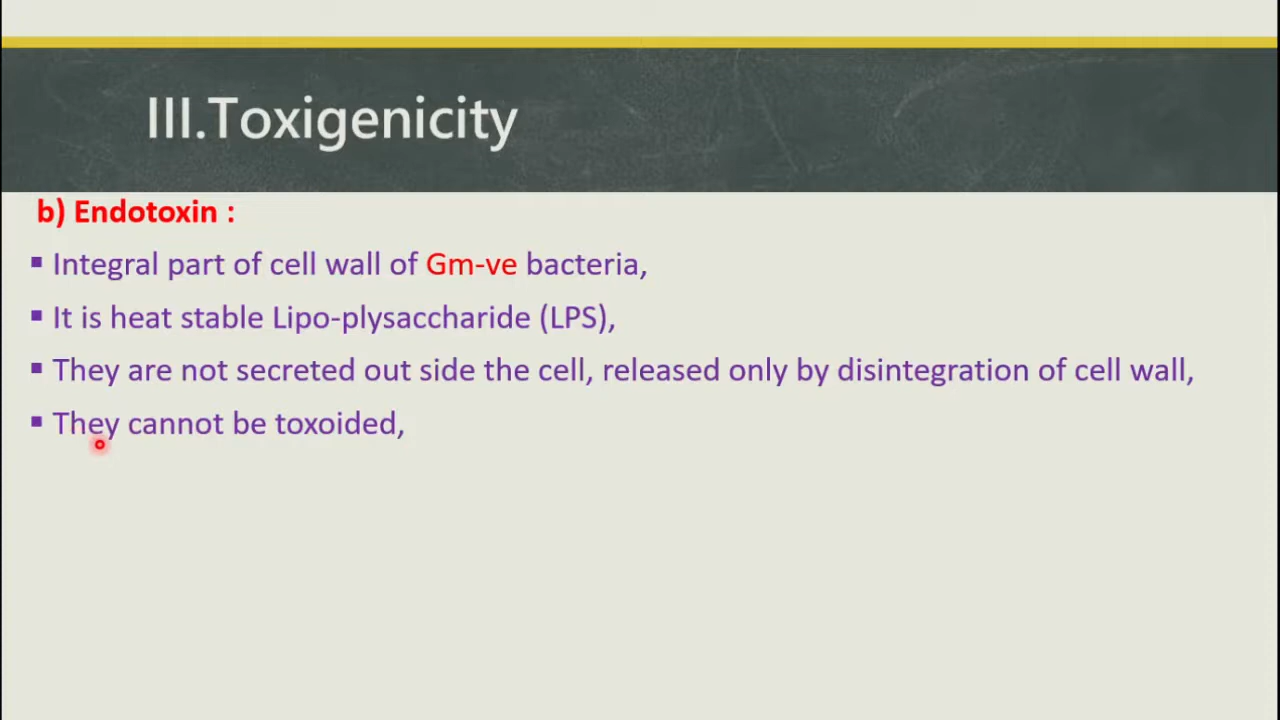 III.Toxigenicity
b) Endotoxin :
▪ Integral part of cell wall of Gm-ve bacteria,
▪ It is heat stable Lipo-plysaccharide (LPS),
▪ They are not secreted out side the cell, released only by disintegration of cell wall,
▪ They cannot be toxoided,